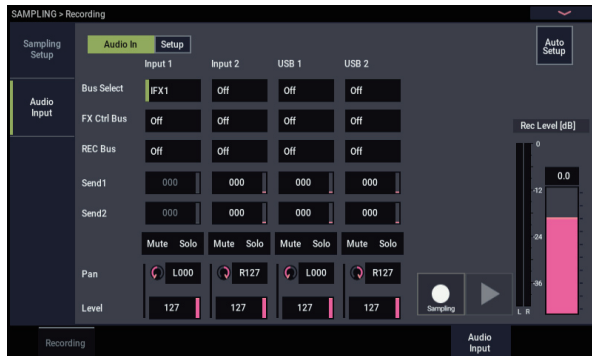 SAMPLING > Recording
Sampling Setup
Audio In Setup
Auto Setup
Input 1 Input 2 USB 1 USB 2
Bus Select IFX1 Off Off Off
Audio Input
FX Ctrl Bus Off Off Off Off
Rec Level [dB]
REC Bus Off Off Off Off
0
Send1 000 000 000 000
0.0
-12
Send2 000 000 000 000
-24
Mute Solo Mute Solo Mute Solo Mute Solo
Pan L000 R127 L000 R127
-36
Level 127 127 127 127
Sampling
L R
Recording
Audio Input